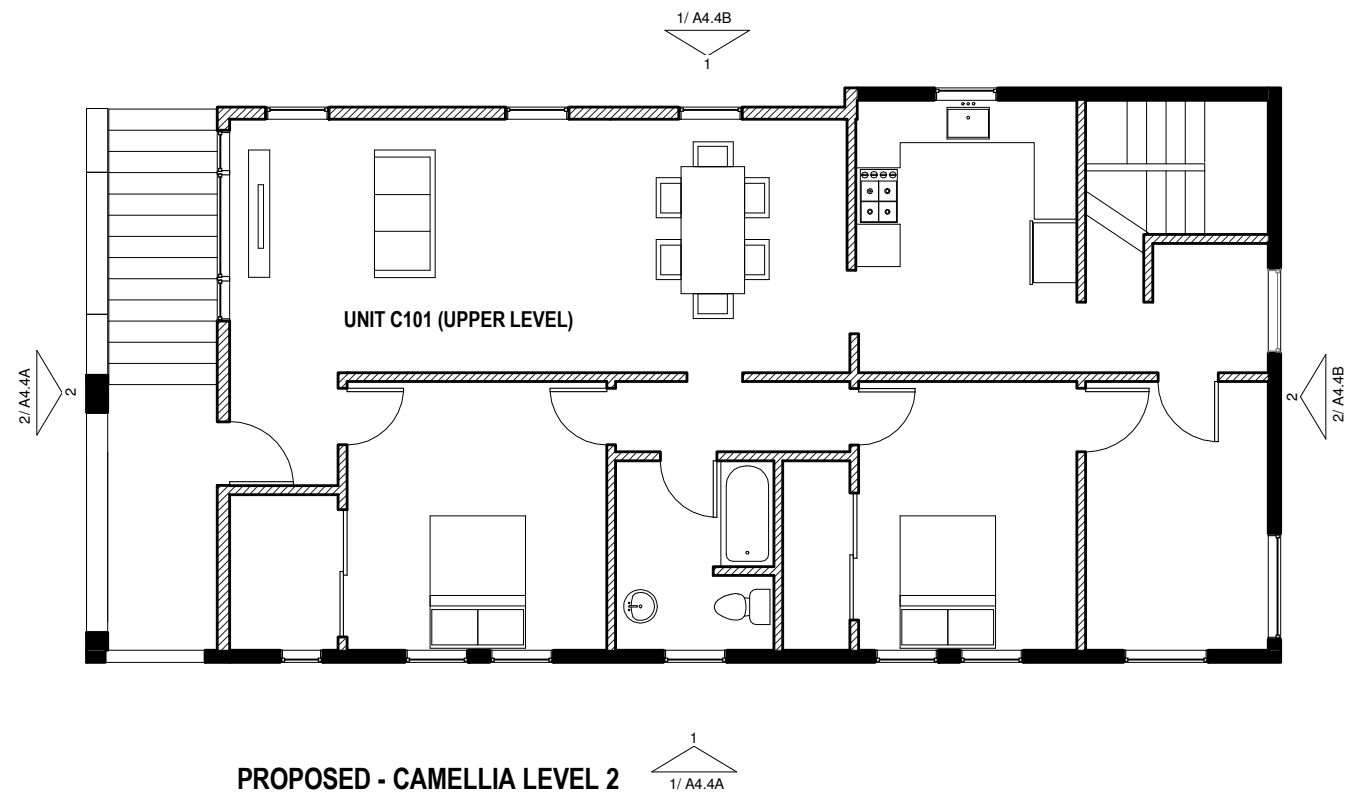 1/ A4.4B
1
UNIT C101 (UPPER LEVEL)
2/ A4.4A
2
2
2/ A4.4B
1
PROPOSED - CAMELLIA LEVEL 2
1/ A4.4A